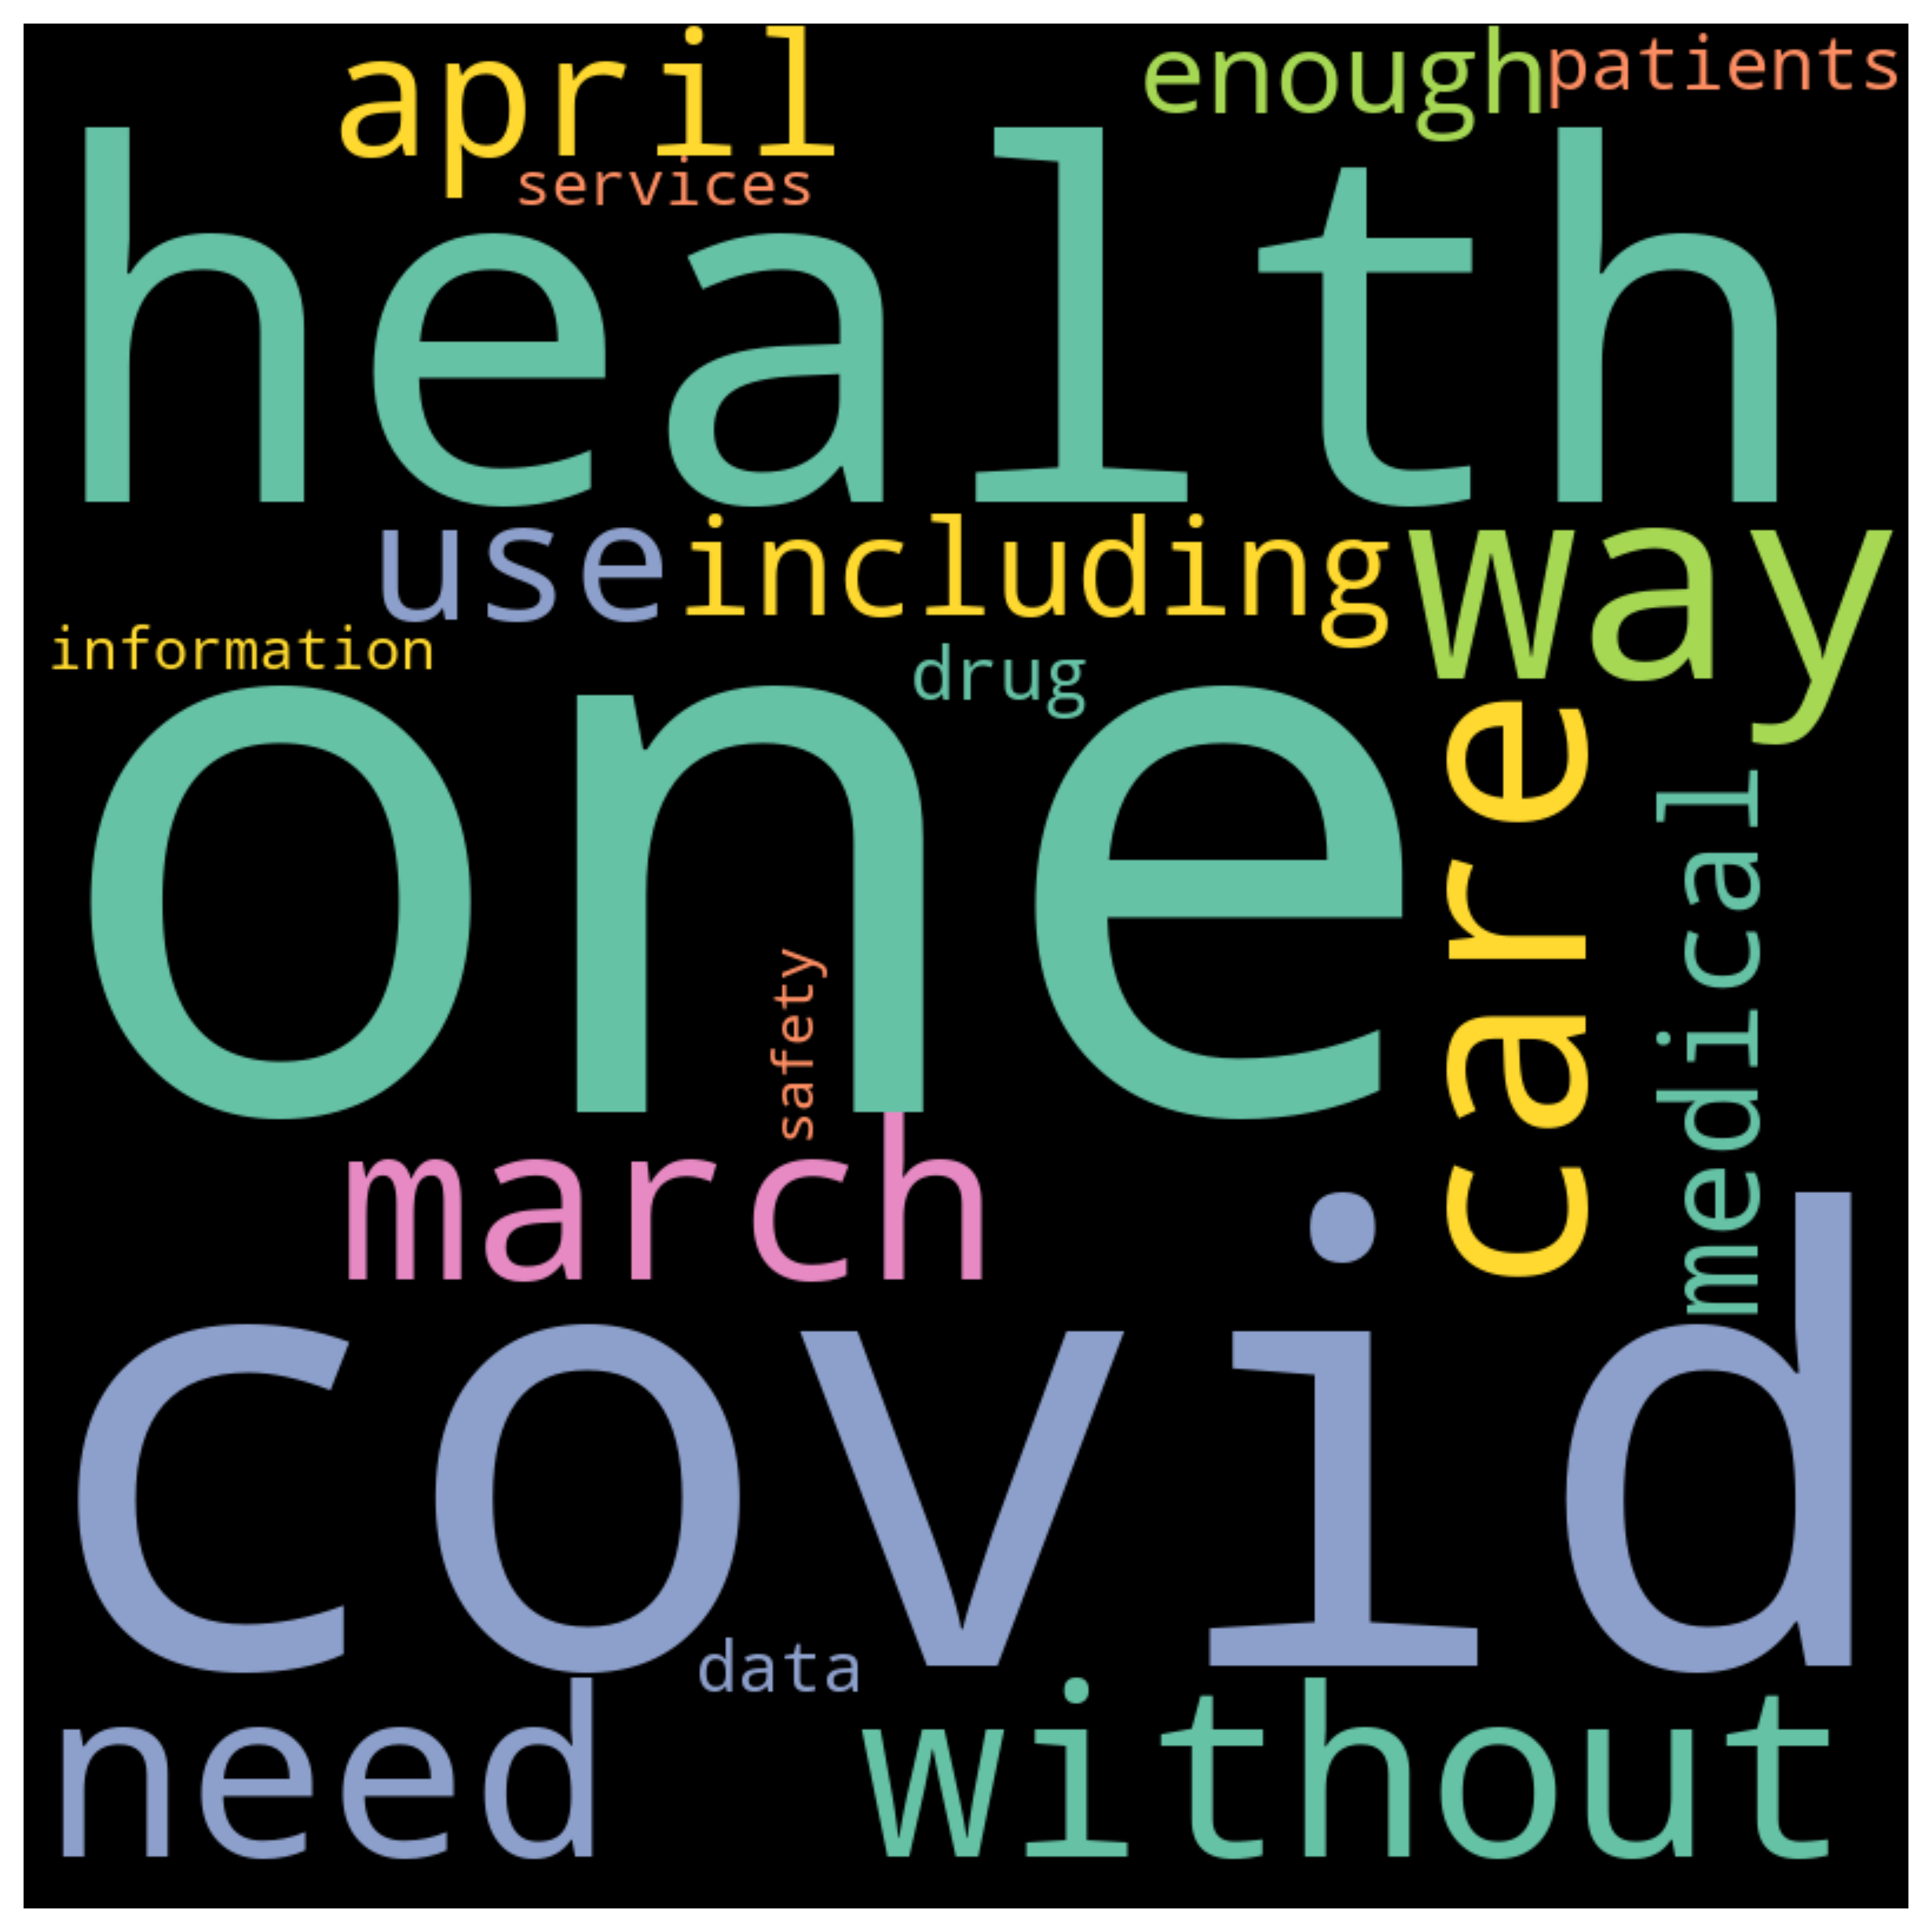 april
enough
patients
services
health
use
including
way
information
drug
one
care
medical
safety
march
covid
data
need
without